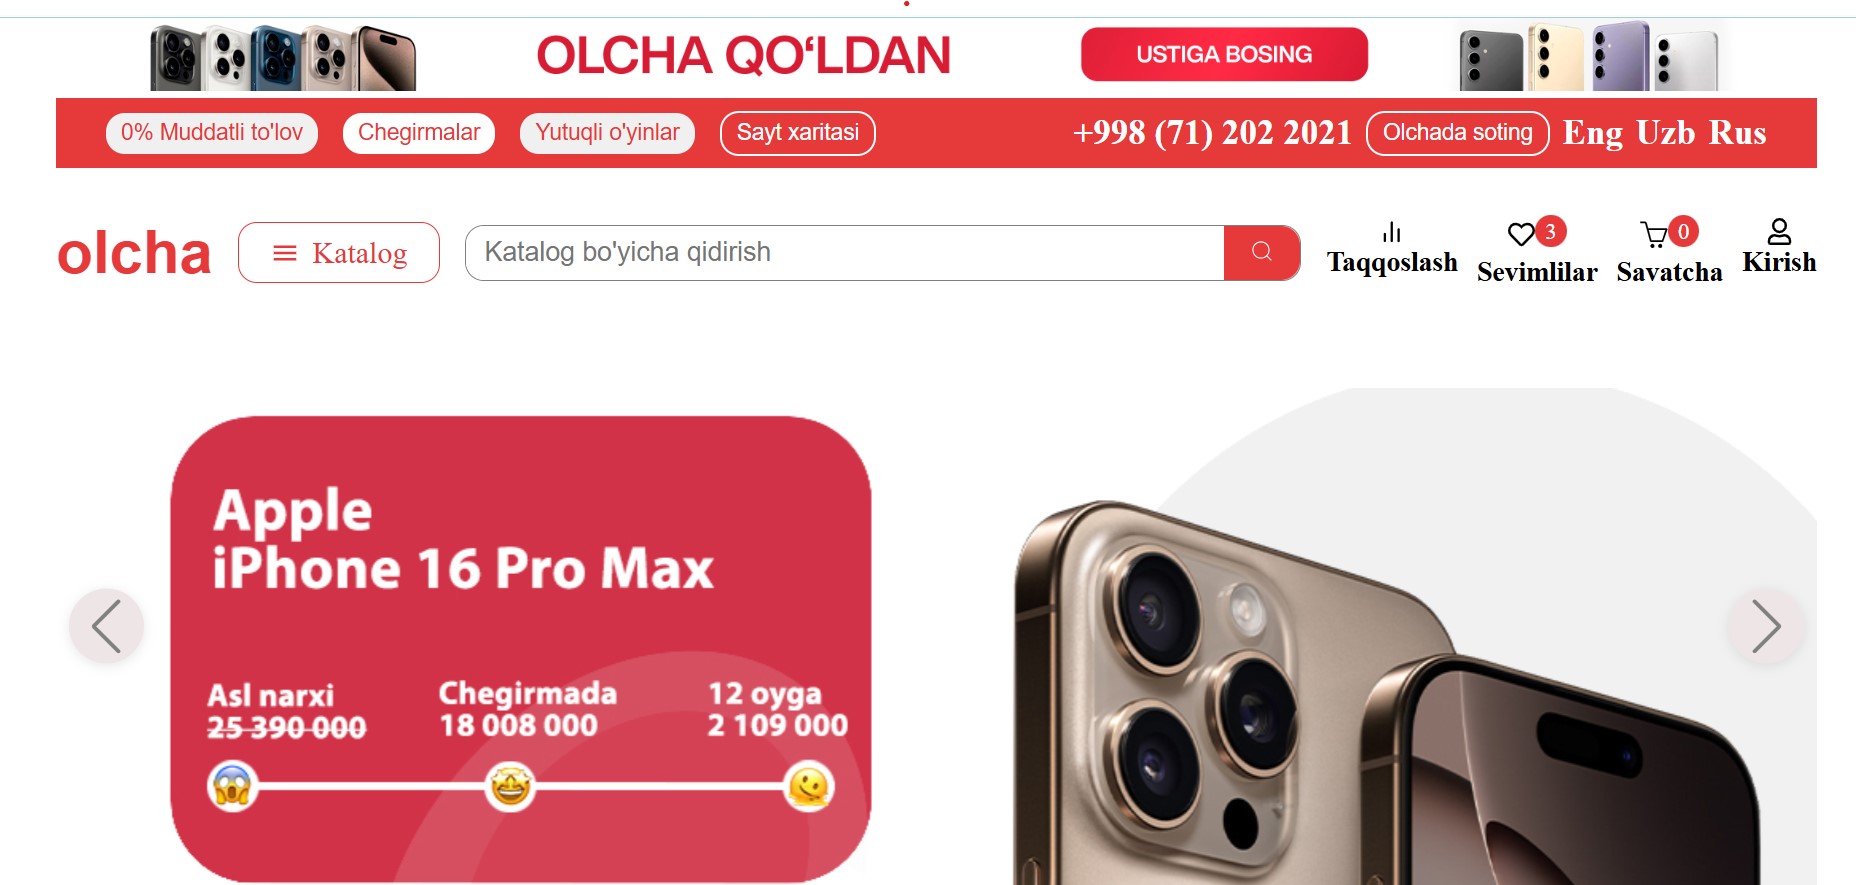 OLCHA QO‘LDAN
USTIGA BOSING
0% Muddatli to'lov
Chegirmalar
Yutuqli o'yinlar
Sayt xaritasi
+998 (71) 202 2021
Olchada soting
Eng Uzb Rus
olcha
Katalog
Katalog bo'yicha qidirish
Taqqoslash
3
Sevimlilar
0
Savatcha
Kirish
Apple
iPhone 16 Pro Max
Asl narxi
25 390 000
Chegirmada
18 008 000
12 oyga
2 109 000